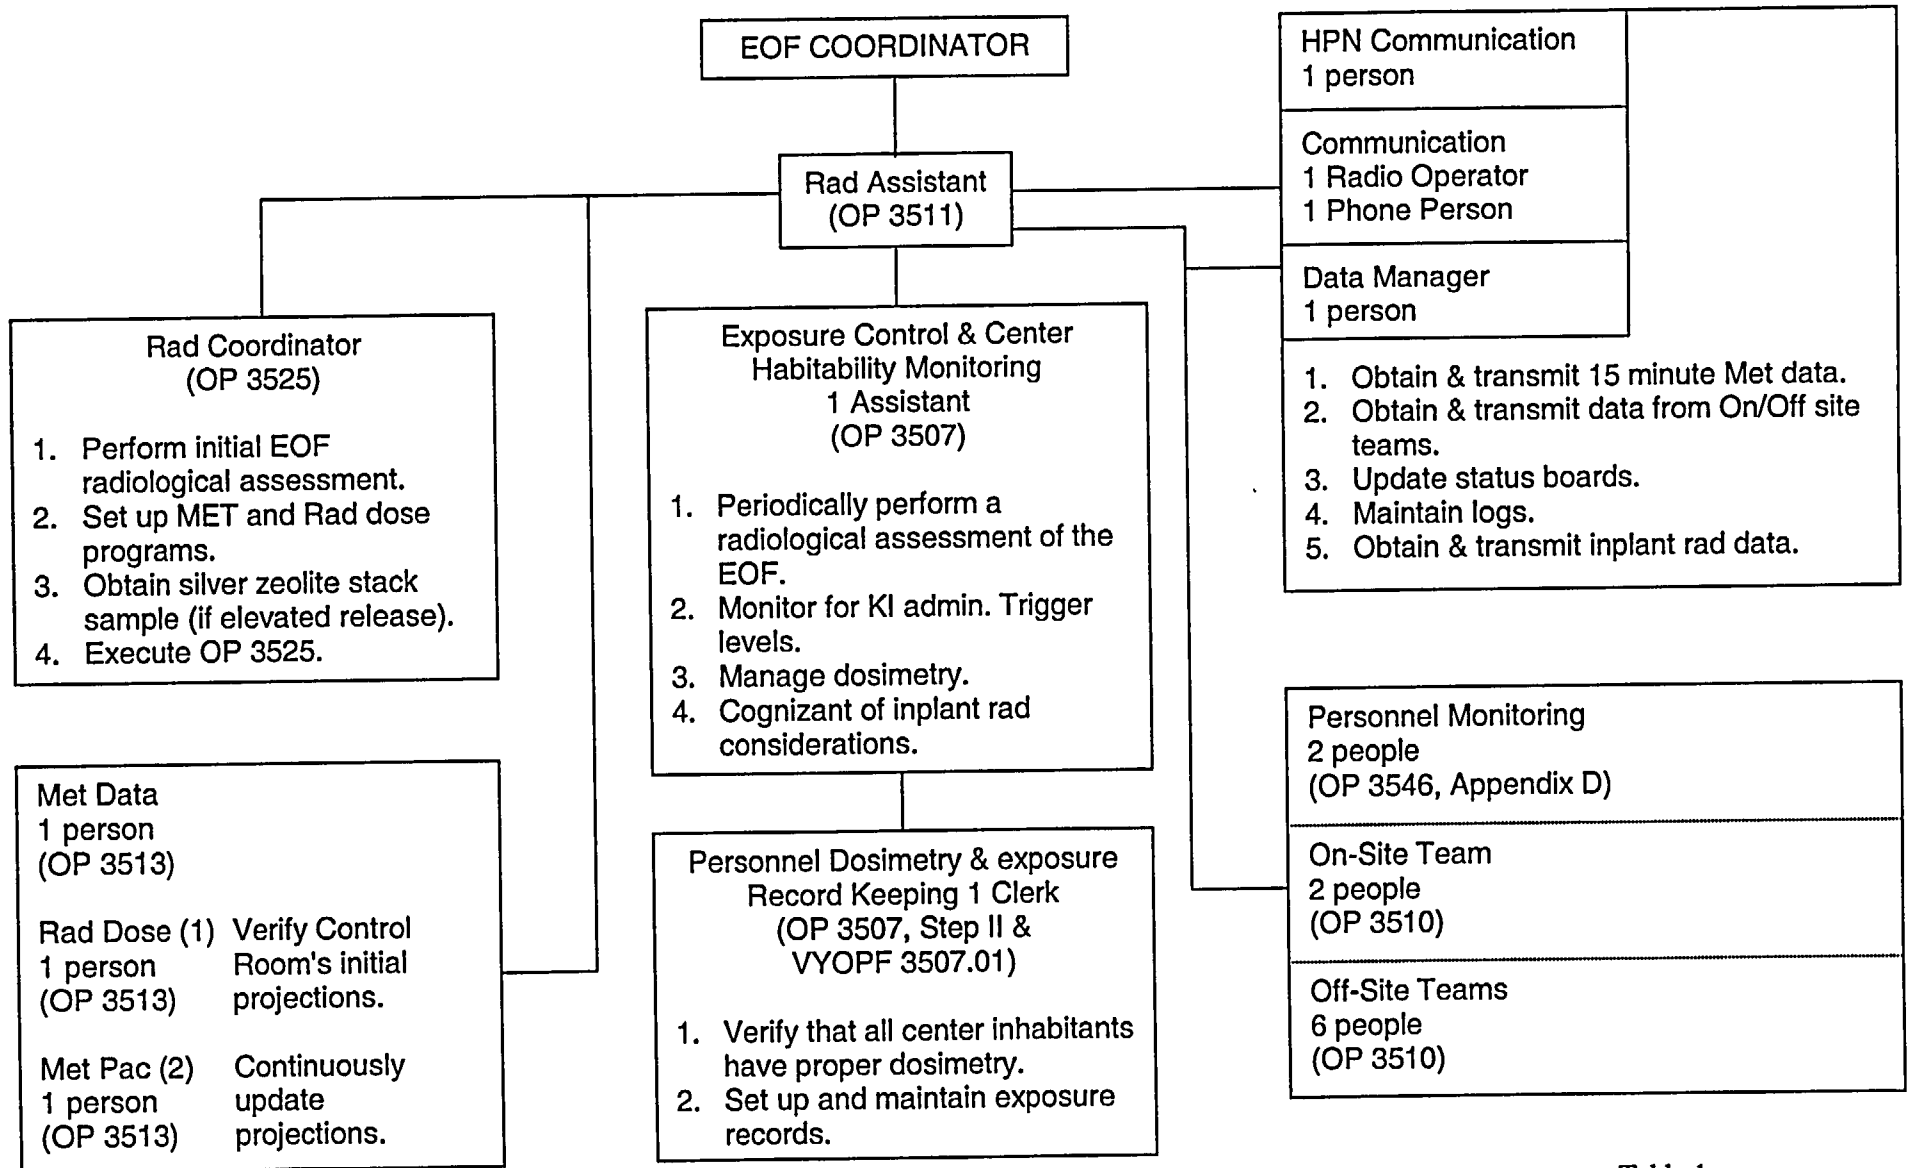 EOF COORDINATOR
Rad Assistant
(OP 3511)
HPN Communication
1 person
Communication
1 Radio Operator
1 Phone Person
Data Manager
1 person
1. Obtain & transmit 15 minute Met data.
2. Obtain & transmit data from On/Off site
teams.
3. Update status boards.
4. Maintain logs.
5. Obtain & transmit inplant rad data.
Rad Coordinator
(OP 3525)
1. Perform initial EOF
radiological assessment.
2. Set up MET and Rad dose
programs.
3. Obtain silver zeolite stack
sample (if elevated release).
4. Execute OP 3525.
Exposure Control & Center
Habitability Monitoring
1 Assistant
(OP 3507)
1. Periodically perform a
radiological assessment of the
EOF.
2. Monitor for KI admin. Trigger
levels.
3. Manage dosimetry.
4. Cognizant of inplant rad
considerations.
Met Data
1 person
(OP 3513)
Rad Dose (1) Verify Control
1 person Room's initial
(OP 3513) projections.
Met Pac (2) Continuously
1 person update
(OP 3513) projections.
Personnel Dosimetry & exposure
Record Keeping 1 Clerk
(OP 3507, Step II &
VYOPF 3507.01)
1. Verify that all center inhabitants
have proper dosimetry.
2. Set up and maintain exposure
records.
Personnel Monitoring
2 people
(OP 3546, Appendix D)
On-Site Team
2 people
(OP 3510)
Off-Site Teams
6 people
(OP 3510)